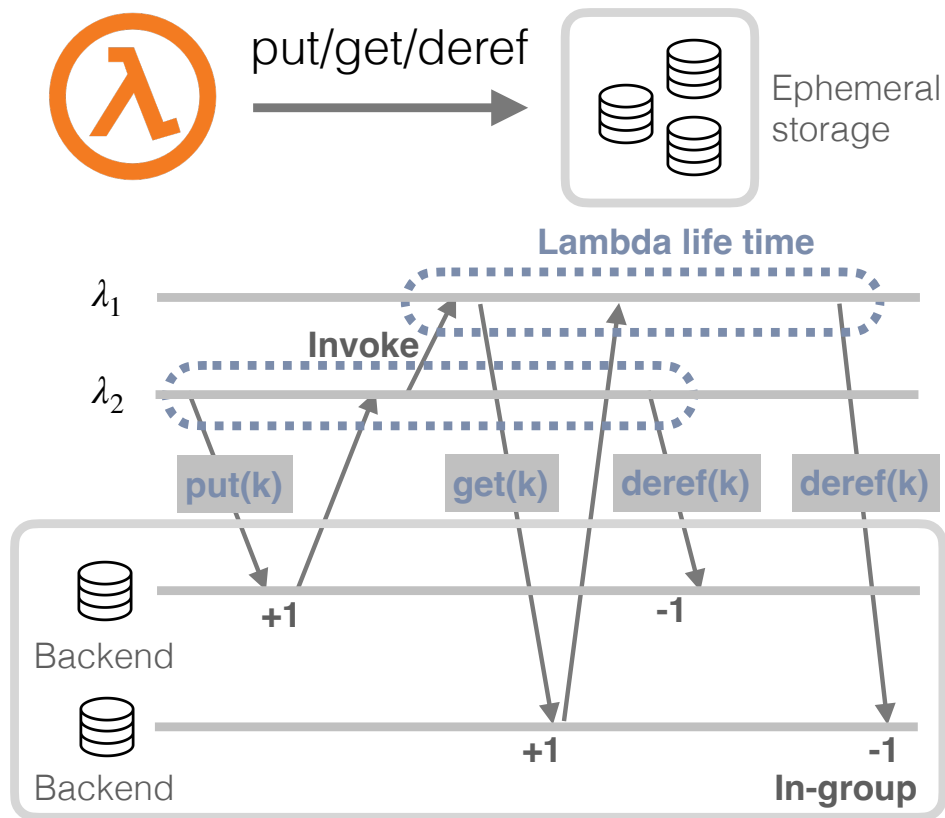 put/get/deref
Ephemeral
storage
Lambda life time
λ1
Invoke
λ2
put(k)
get(k)
deref(k)
deref(k)
+1
-1
Backend
+1
-1
Backend
In-group